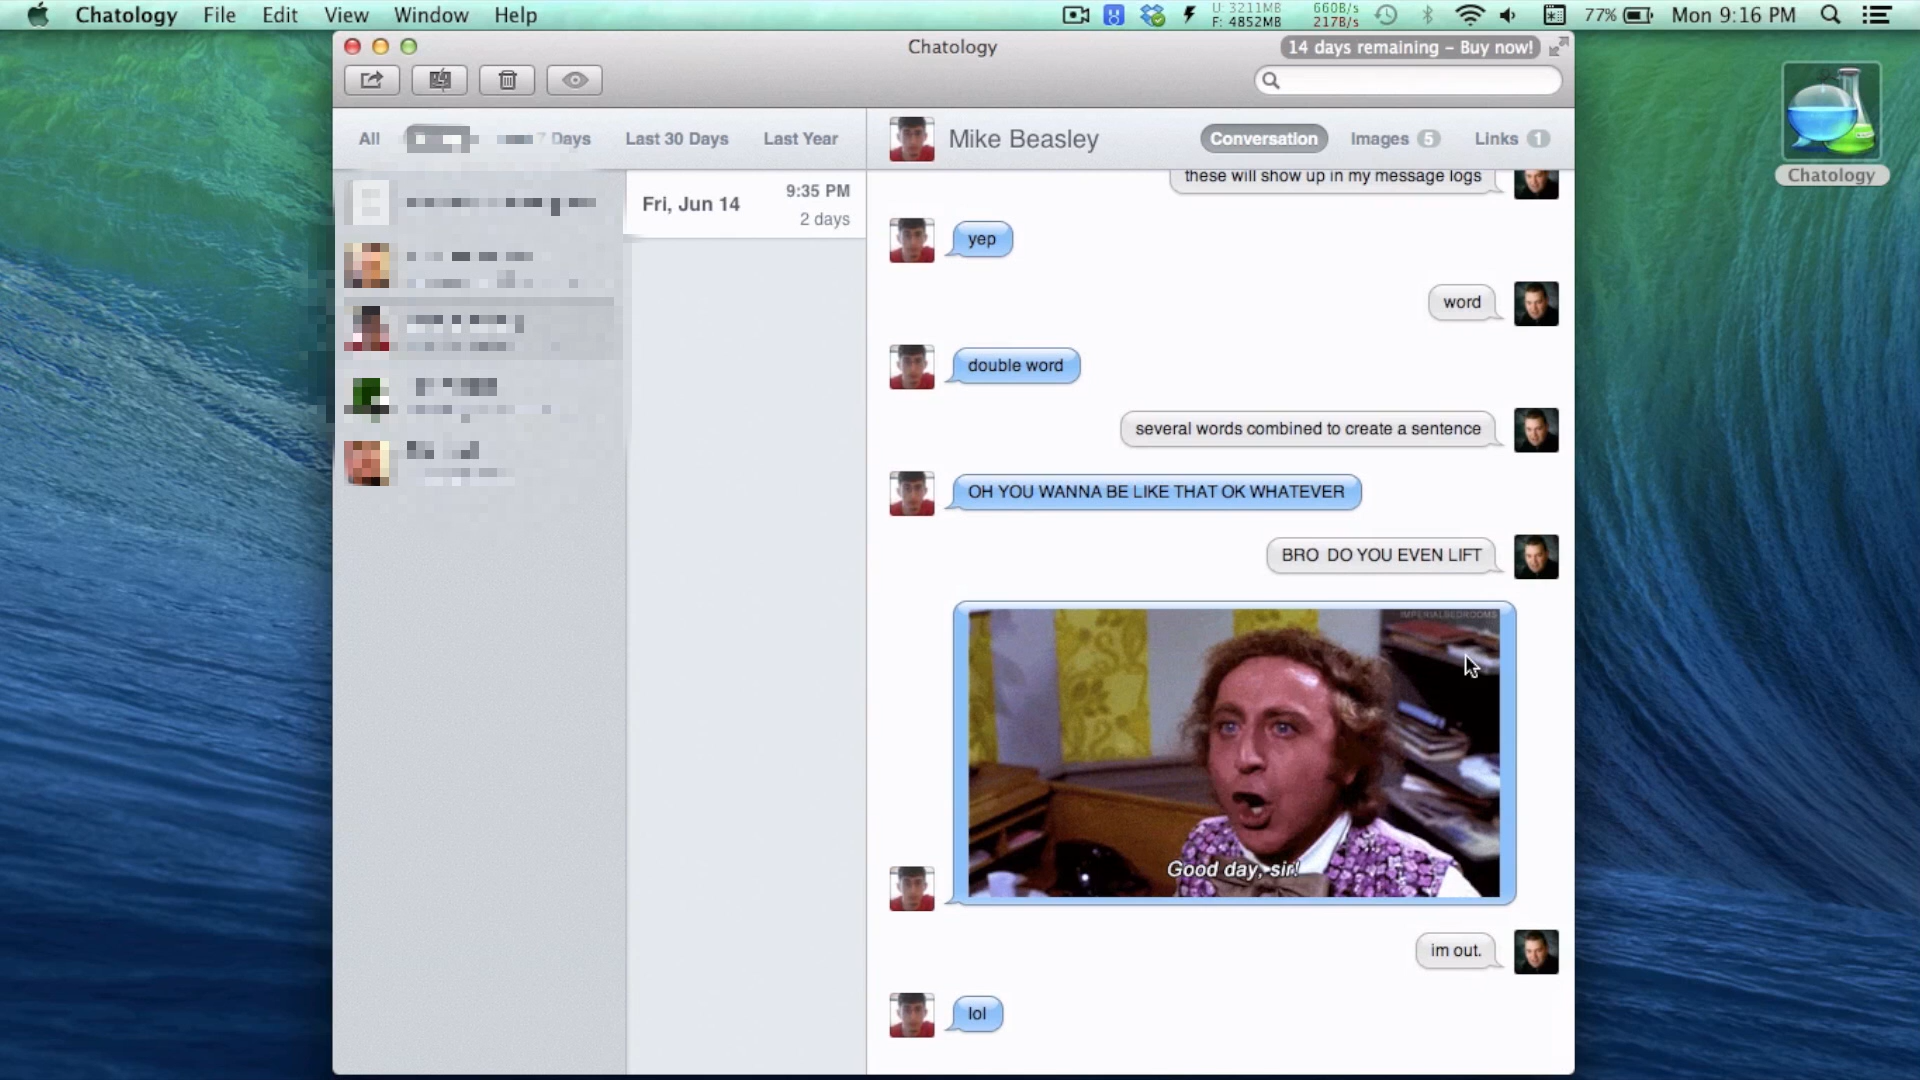 Chatology File Edit View Window Help
U: 3211MB 660B/s
F: 4852MB 217B/s
77% Mon 9:16 PM
Chatology
14 days remaining – Buy now!
All 7 Days Last 30 Days Last Year
Mike Beasley
Conversation Images 5 Links 1
Fri, Jun 14
9:35 PM
2 days
these will show up in my message logs
yep
word
double word
several words combined to create a sentence
OH YOU WANNA BE LIKE THAT OK WHATEVER
BRO DO YOU EVEN LIFT
IMPERIALBEDROOMS
Good day, sir!
im out.
lol
Chatology